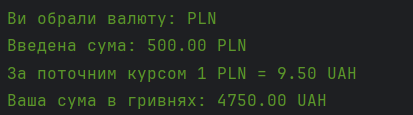 Ви обрали валюту: PLN
Введена сума: 500.00 PLN
За поточним курсом 1 PLN = 9.50 UAH
Ваша сума в гривнях: 4750.00 UAH